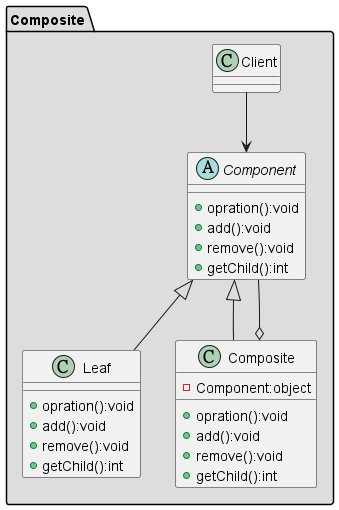 Composite
C Client
A Component
opration():void
add():void
remove():void
getChild():int
C Leaf
opration():void
add():void
remove():void
getChild():int
C Composite
Component:object
opration():void
add():void
remove():void
getChild():int